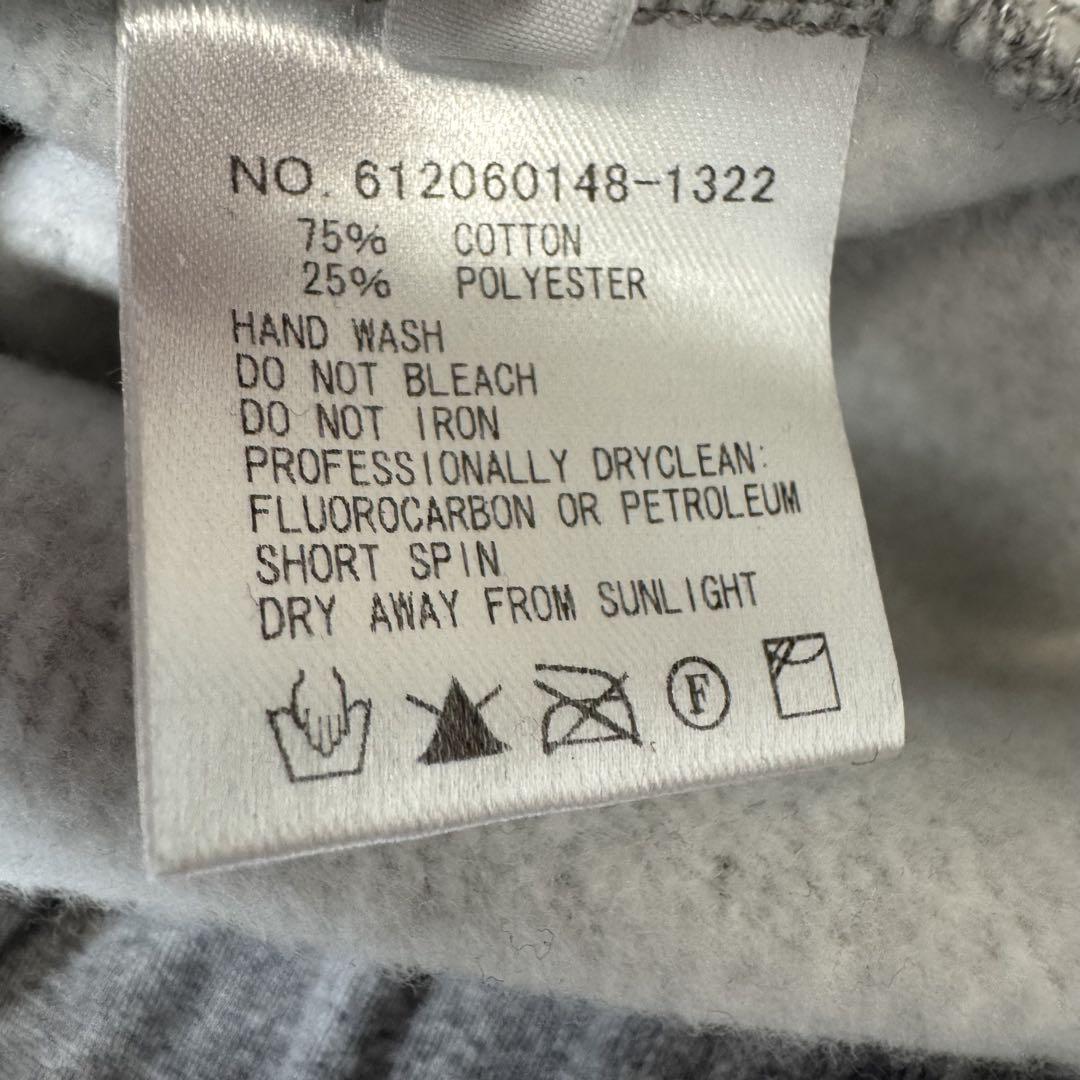 NO. 612060148-1322
75% COTTON
25% POLYESTER
HAND WASH
DO NOT BLEACH
DO NOT IRON
PROFESSIONALLY DRYCLEAN:
FLUOROCARBON OR PETROLEUM
SHORT SPIN
DRY AWAY FROM SUNLIGHT
F